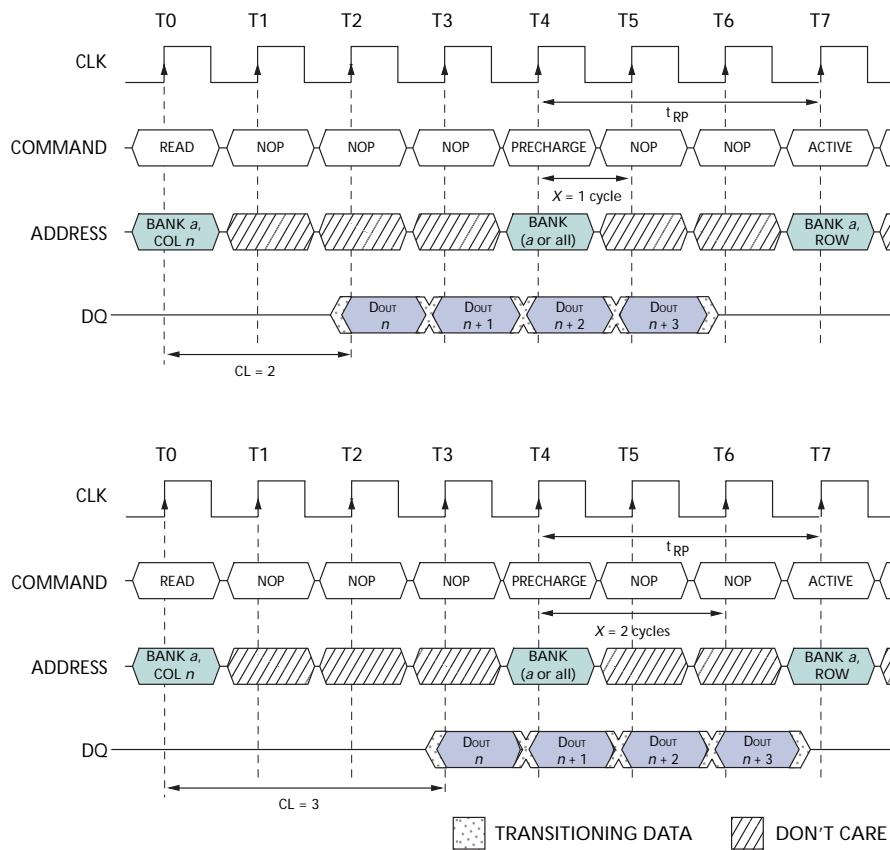 T0 T1 T2 T3 T4 T5 T6 T7
CLK
tRP
COMMAND READ NOP NOP NOP PRECHARGE NOP NOP ACTIVE
X = 1 cycle
ADDRESS BANK a, COL n BANK (a or all) BANK a, ROW
DQ DOUT n DOUT n + 1 DOUT n + 2 DOUT n + 3
CL = 2
T0 T1 T2 T3 T4 T5 T6 T7
CLK
tRP
COMMAND READ NOP NOP NOP PRECHARGE NOP NOP ACTIVE
X = 2 cycles
ADDRESS BANK a, COL n BANK (a or all) BANK a, ROW
DQ DOUT n DOUT n + 1 DOUT n + 2 DOUT n + 3
CL = 3
TRANSITIONING DATA DON'T CARE